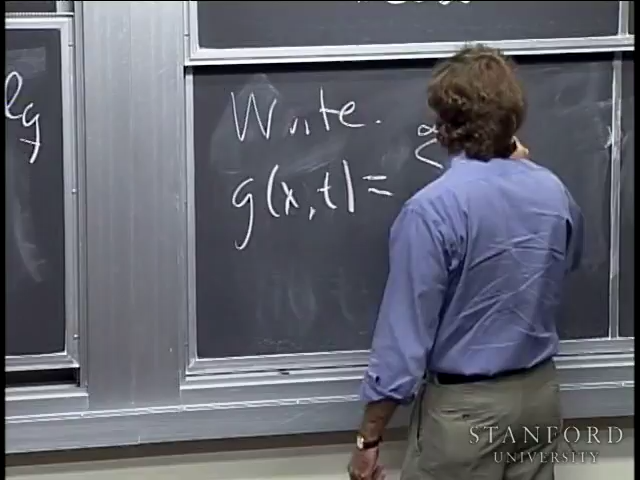 Write.
g(x,t) = ∞ Σ
STANFORD
UNIVERSITY